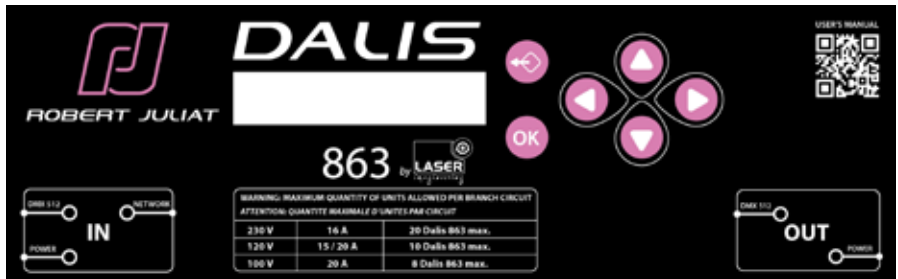 DALIS
USER'S MANUAL
ROBERT JULIAT
OK
863 by LASER
engineering
DMX 512
NETWORK
IN
POWER
WARNING: MAXIMUM QUANTITY OF UNITS ALLOWED PER BRANCH CIRCUIT
ATTENTION: QUANTITE MAXIMALE D'UNITES PAR CIRCUIT
230 V 16 A 20 Dalis 863 max.
120 V 15 / 20 A 10 Dalis 863 max.
100 V 20 A 8 Dalis 863 max.
DMX 512
OUT
POWER